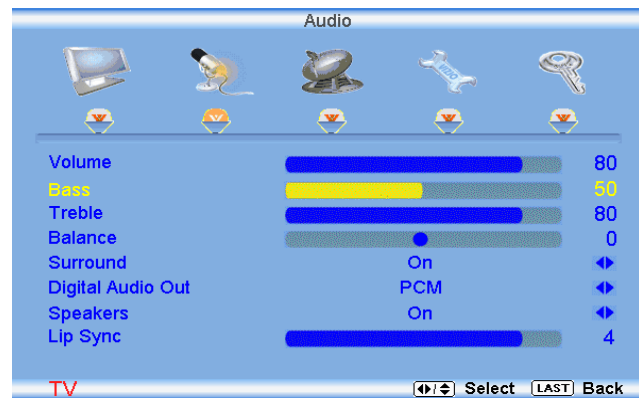 Audio
Volume 80
Bass 50
Treble 80
Balance 0
Surround On
Digital Audio Out PCM
Speakers On
Lip Sync 4
TV Select LAST Back